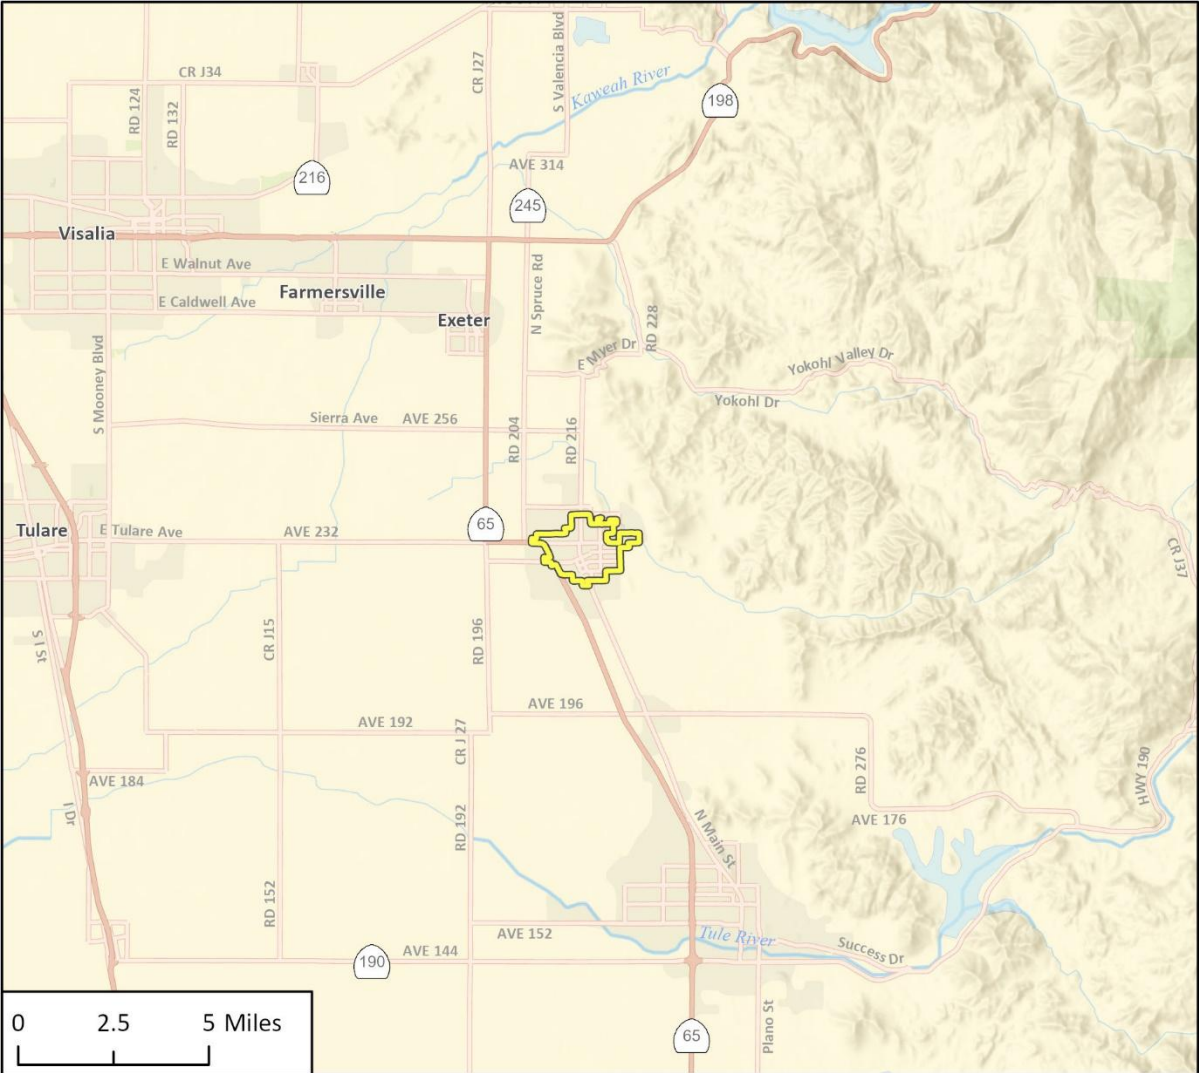 CR J34
CR J27
S Valencia Blvd
Kaweah River
198
RD 124
RD 132
216
AVE 314
245
Visalia
E Walnut Ave
Farmersville
E Caldwell Ave
Exeter
N Spruce Rd
RD 228
E Myer Dr
Yokohl Valley Dr
Yokohl Dr
S Mooney Blvd
Sierra Ave
AVE 256
RD 204
RD 216
Tulare
E Tulare Ave
AVE 232
65
CR J37
S I St
CR J15
RD 196
AVE 196
AVE 192
CR J 27
RD 276
HWY 190
AVE 184
I Dr
RD 192
AVE 176
N Main St
RD 152
AVE 152
Tule River
Success Dr
190
AVE 144
65
Plano St
0 2.5 5 Miles